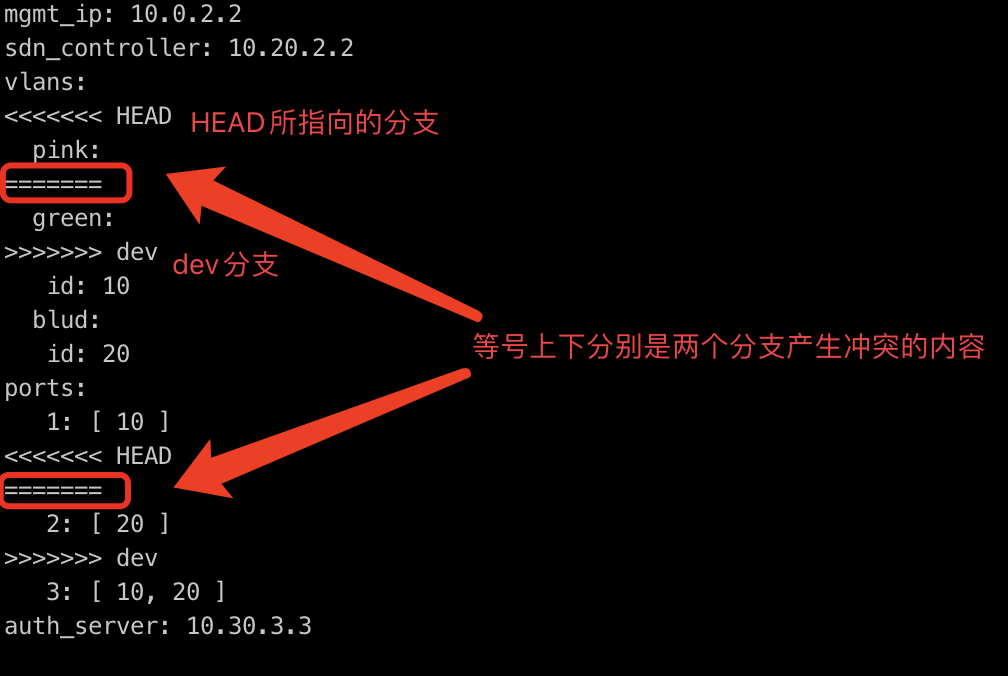 mgmt_ip: 10.0.2.2
sdn_controller: 10.20.2.2
vlans:
<<<<<<< HEAD
HEAD所指向的分支
pink:
=======
green:
>>>>>>> dev
dev分支
id: 10
blud:
id: 20
等号上下分别是两个分支产生冲突的内容
ports:
1: [ 10 ]
<<<<<<< HEAD
=======
2: [ 20 ]
>>>>>>> dev
3: [ 10, 20 ]
auth_server: 10.30.3.3